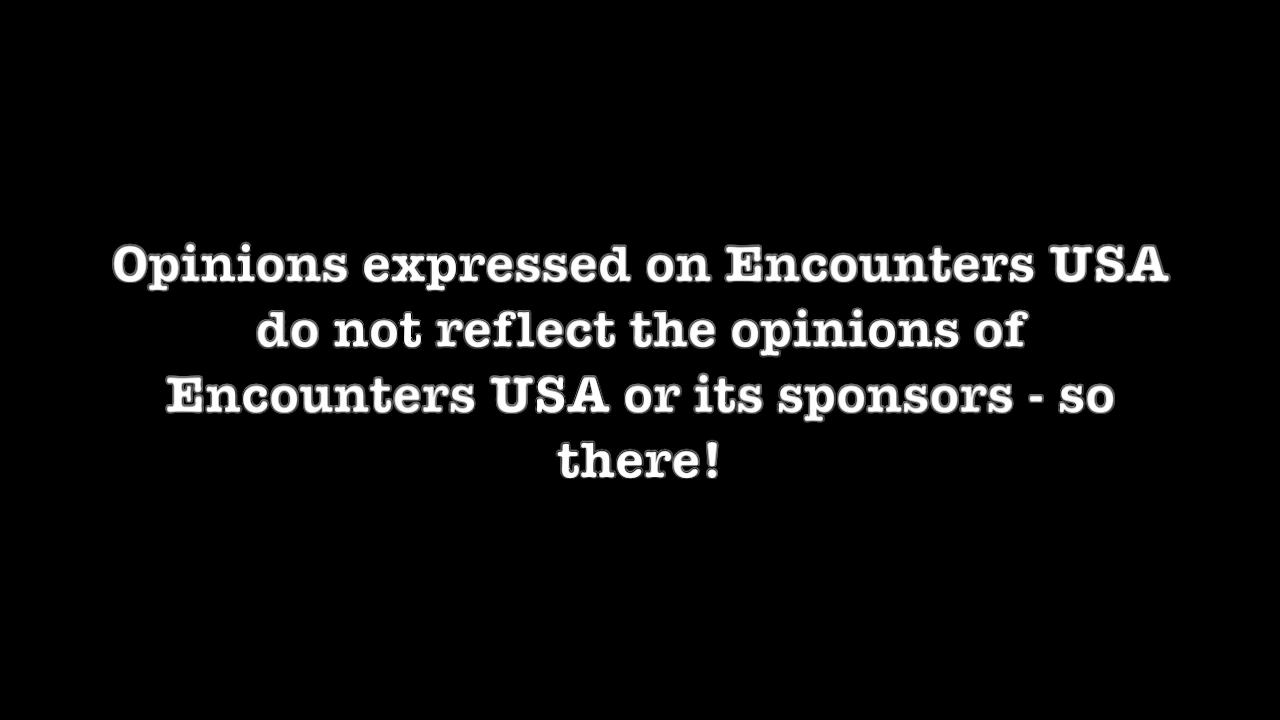 Opinions expressed on Encounters USA
do not reflect the opinions of
Encounters USA or its sponsors - so
there!